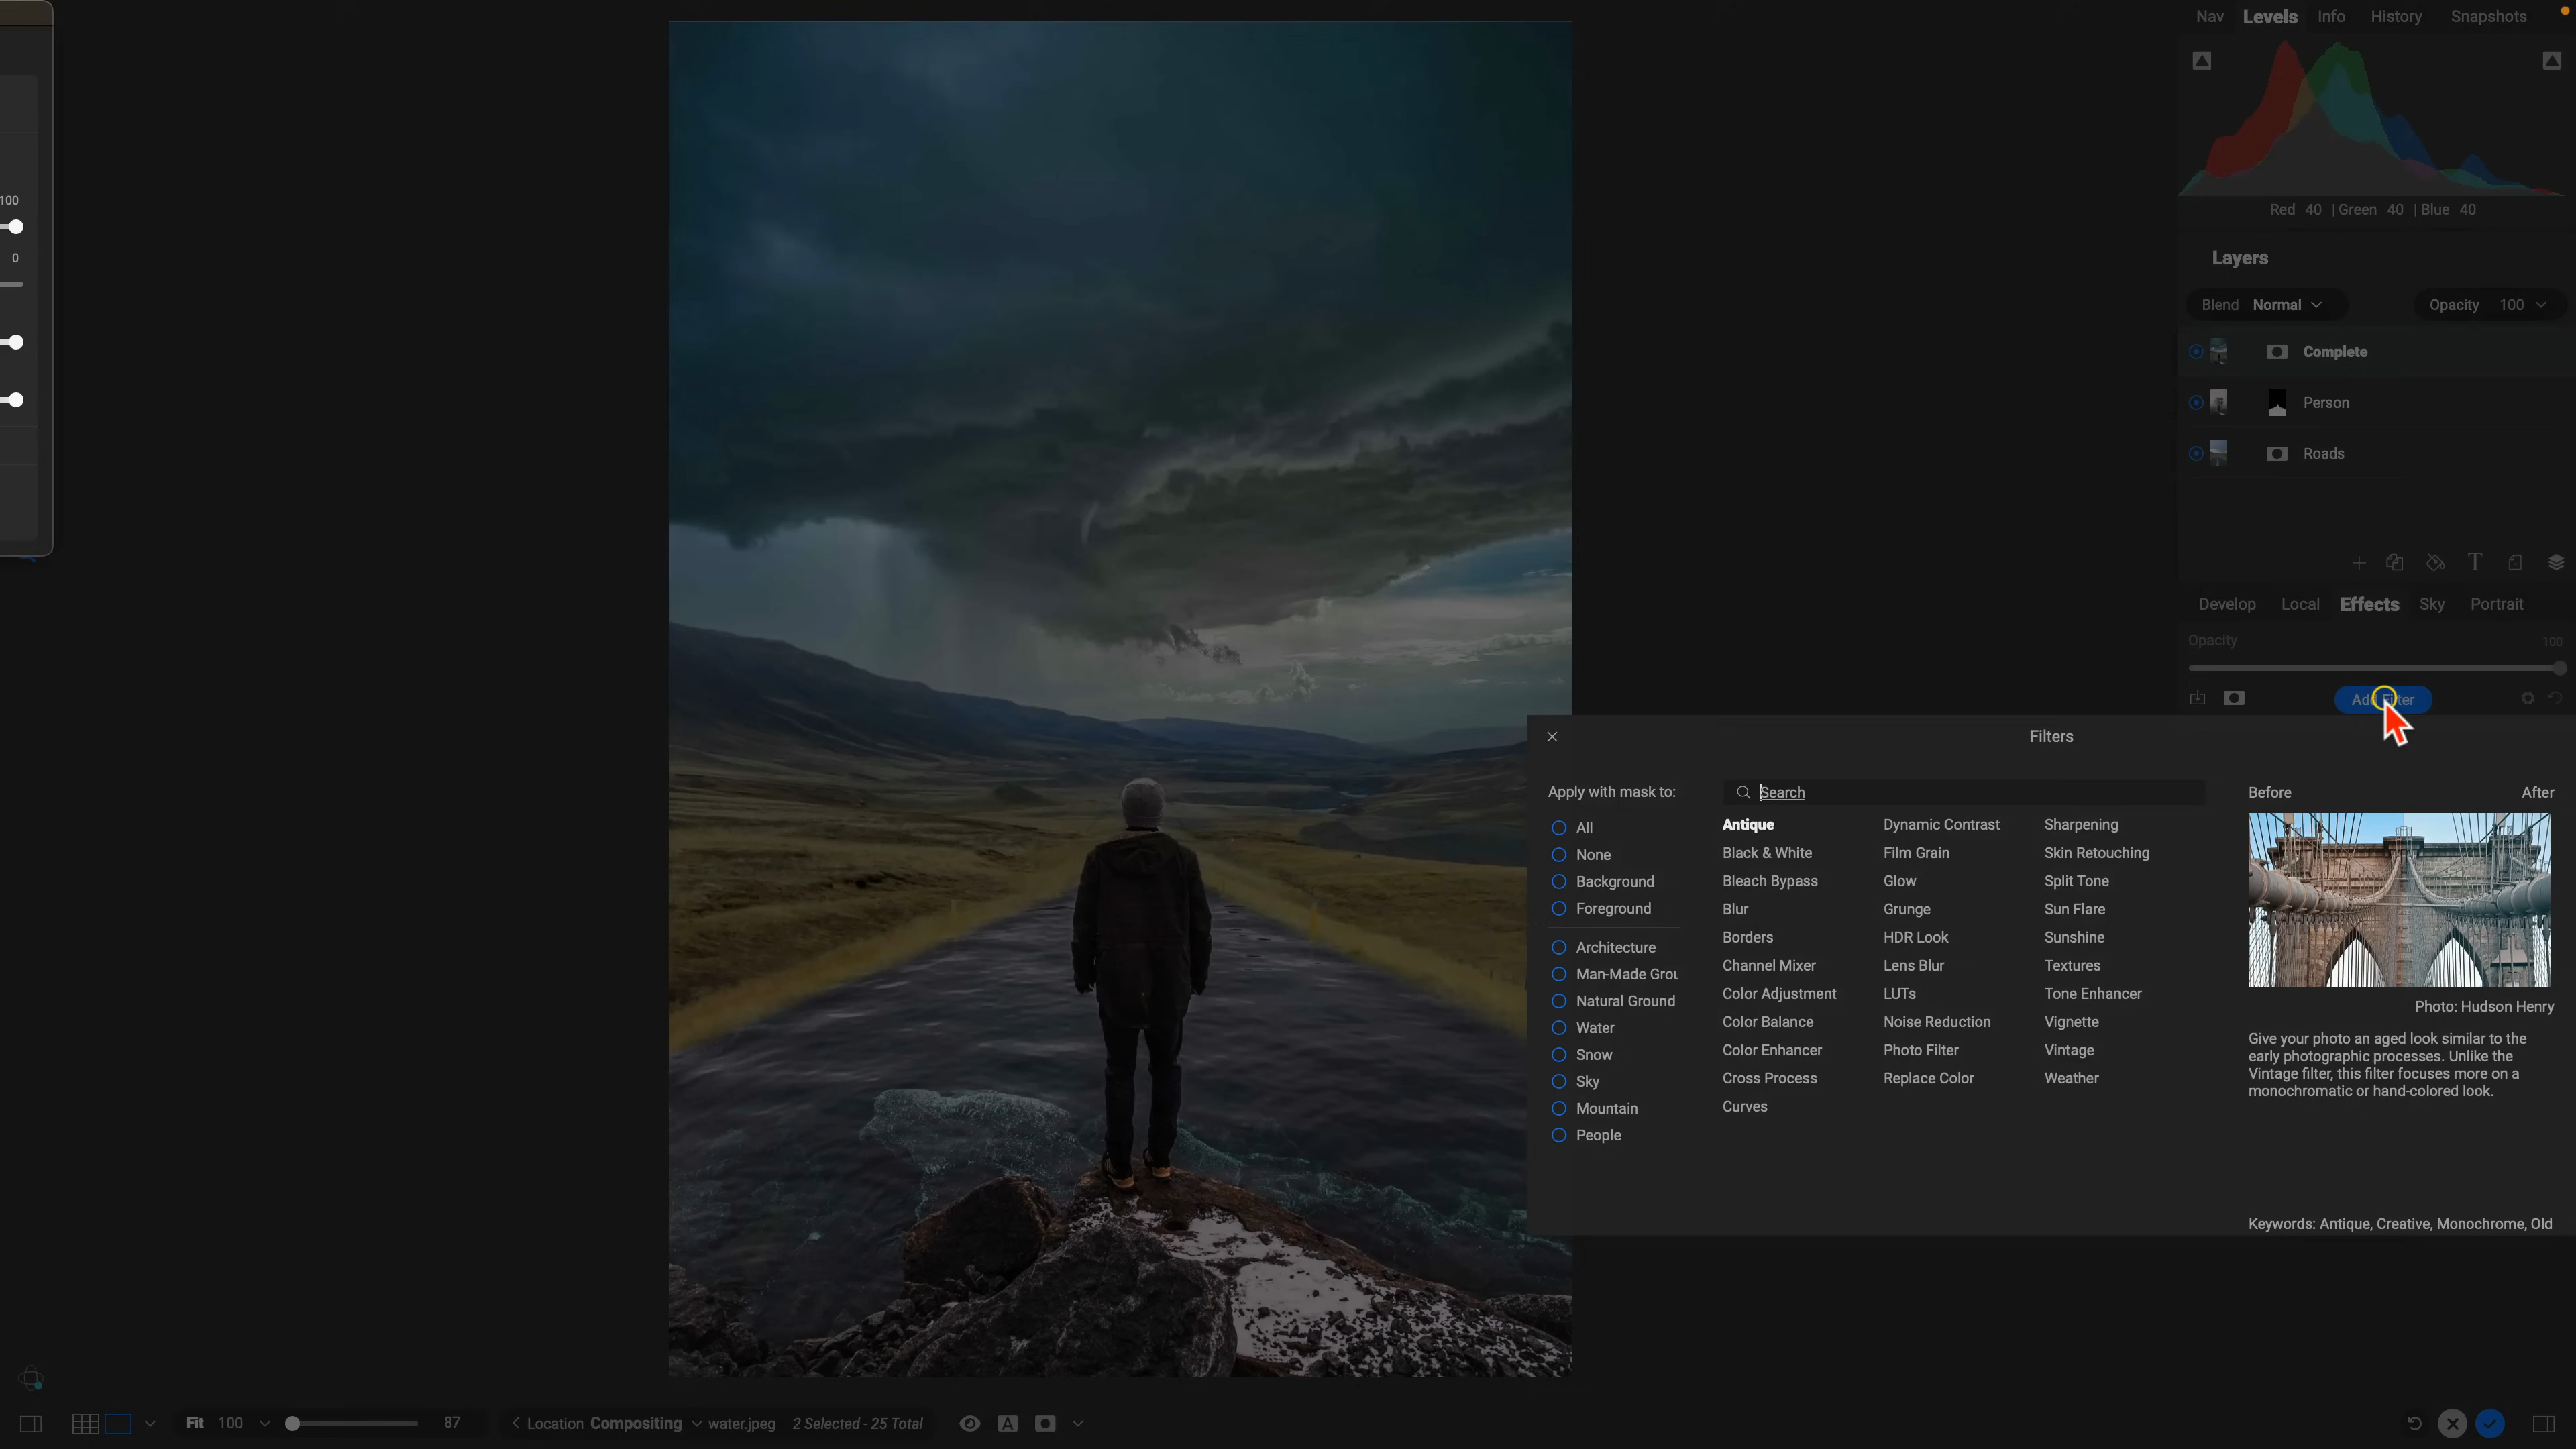 Nav Levels Info History Snapshots
Red 40 | Green 40 | Blue 40
Layers
Blend Normal Opacity 100
Complete
Person
Roads
T
Develop Local Effects Sky Portrait
Opacity 100
Add Filter
100
0
Filters
Apply with mask to:
All
None
Background
Foreground
Architecture
Man-Made Grou
Natural Ground
Water
Snow
Sky
Mountain
People
Search
Antique
Black & White
Bleach Bypass
Blur
Borders
Channel Mixer
Color Adjustment
Color Balance
Color Enhancer
Cross Process
Curves
Dynamic Contrast
Film Grain
Glow
Grunge
HDR Look
Lens Blur
LUTs
Noise Reduction
Photo Filter
Replace Color
Sharpening
Skin Retouching
Split Tone
Sun Flare
Sunshine
Textures
Tone Enhancer
Vignette
Vintage
Weather
Before After
Photo: Hudson Henry
Give your photo an aged look similar to the
early photographic processes. Unlike the
Vintage filter, this filter focuses more on a
monochromatic or hand-colored look.
Keywords: Antique, Creative, Monochrome, Old
Fit 100 87 Location Compositing water.jpeg 2 Selected - 25 Total A